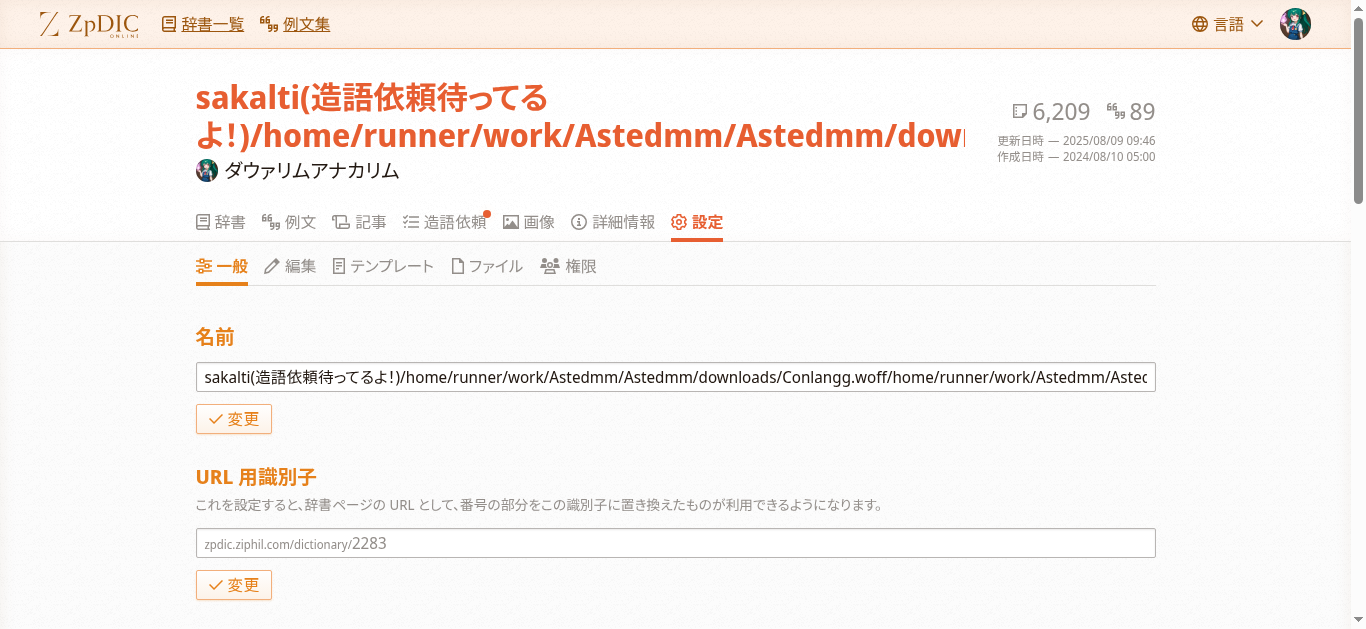 ZpDIC ONLINE 辞書一覧 例文集 言語
sakalti(造語依頼待ってる
よ!)/home/runner/work/Astedmm/Astedmm/dow
6,209 89
更新日時 — 2025/08/09 09:46
作成日時 — 2024/08/10 05:00
ダウァリムアナカリム
辞書 例文 記事 造語依頼 画像 詳細情報 設定
一般 編集 テンプレート ファイル 権限
名前
sakalti(造語依頼待ってるよ!)/home/runner/work/Astedmm/Astedmm/downloads/Conlangg.woff/home/runner/work/Astedmm/Astec
変更
URL 用識別子
これを設定すると、辞書ページの URL として、番号の部分をこの識別子に置き換えたものが利用できるようになります。
zpdic.ziphil.com/dictionary/2283
変更